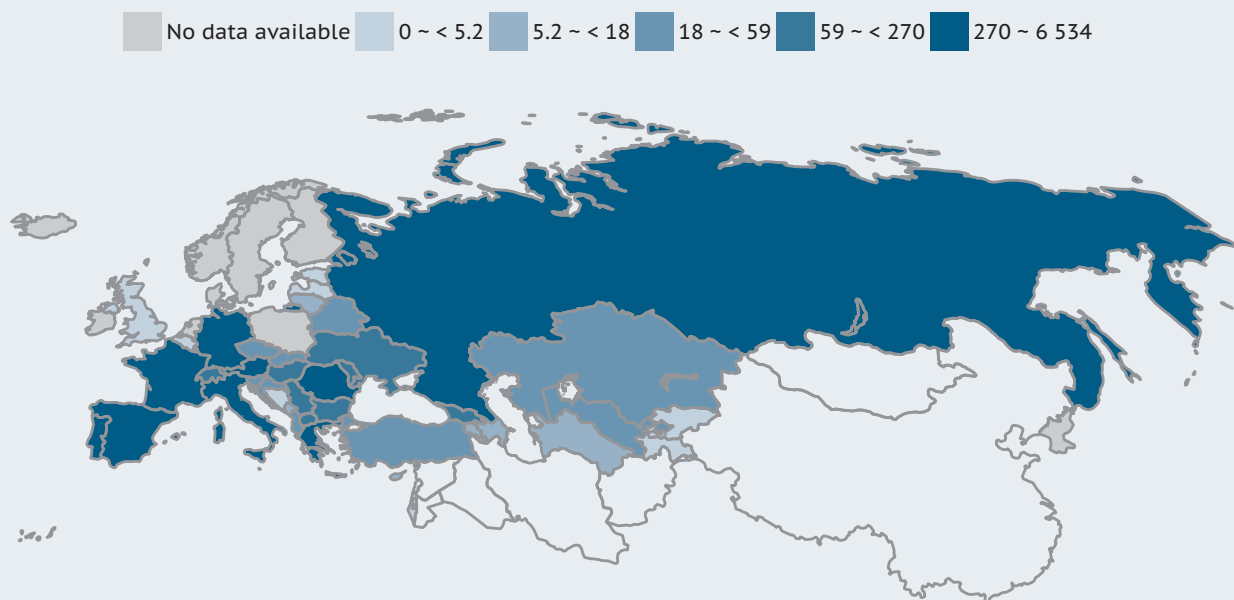 No data available 0 ~ < 5.2 5.2 ~ < 18 18 ~ < 59 59 ~ < 270 270 ~ 6 534